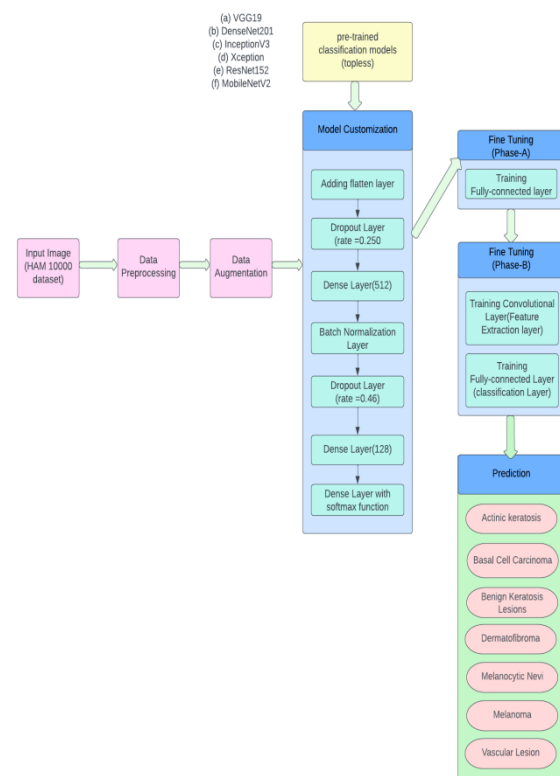 (a) VGG19
(b) DenseNet201
(c) InceptionV3
(d) Xception
(e) ResNet152
(f) MobileNetV2
pre-trained
classification models
(topless)
Input Image
(HAM 10000
dataset)
Data
Preprocessing
Data
Augmentation
Model Customization
Adding flatten layer
Dropout Layer
(rate =0.250
Dense Layer(512)
Batch Normalization
Layer
Dropout Layer
(rate =0.46)
Dense Layer(128)
Dense Layer with
softmax function
Fine Tuning
(Phase-A)
Training
Fully-connected layer
Fine Tuning
(Phase-B)
Training Convolutional
Layer(Feature
Extraction layer)
Training
Fully-connected Layer
(classification Layer)
Prediction
Actinic keratosis
Basal Cell Carcinoma
Benign Keratosis
Lesions
Dermatofibroma
Melanocytic Nevi
Melanoma
Vascular Lesion